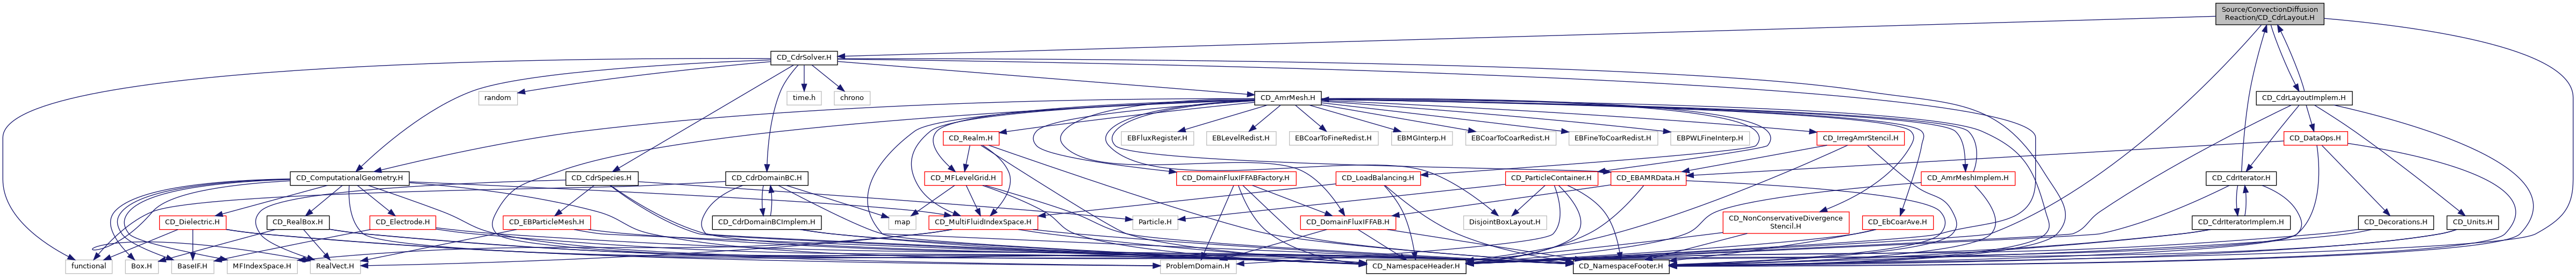 Source/ConvectionDiffusion
Reaction/CD_CdrLayout.H
CD_CdrSolver.H
random
time.h
chrono
CD_AmrMesh.H
CD_CdrLayoutImplem.H
CD_Realm.H
EBFluxRegister.H
EBLevelRedist.H
EBCoarToFineRedist.H
EBMGInterp.H
EBCoarToCoarRedist.H
EBFineToCoarRedist.H
EBPWLFineInterp.H
CD_IrregAmrStencil.H
CD_DataOps.H
CD_ComputationalGeometry.H
CD_CdrSpecies.H
CD_CdrDomainBC.H
CD_MFLevelGrid.H
CD_DomainFluxIFFABFactory.H
CD_LoadBalancing.H
CD_ParticleContainer.H
CD_EBAMRData.H
CD_AmrMeshImplem.H
CD_CdrIterator.H
CD_Dielectric.H
CD_RealBox.H
CD_Electrode.H
CD_EBParticleMesh.H
CD_CdrDomainBCImplem.H
map
CD_MultiFluidIndexSpace.H
Particle.H
CD_DomainFluxIFFAB.H
DisjointBoxLayout.H
CD_NonConservativeDivergence
Stencil.H
CD_EbCoarAve.H
CD_CdrIteratorImplem.H
CD_Decorations.H
CD_Units.H
functional
Box.H
BaseIF.H
MFIndexSpace.H
RealVect.H
ProblemDomain.H
CD_NamespaceHeader.H
CD_NamespaceFooter.H